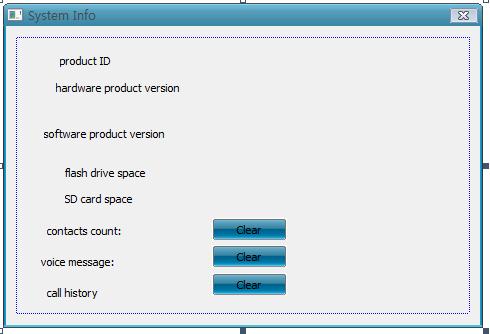 System Info
product ID
hardware product version
software product version
flash drive space
SD card space
contacts count:
Clear
voice message:
Clear
call history
Clear